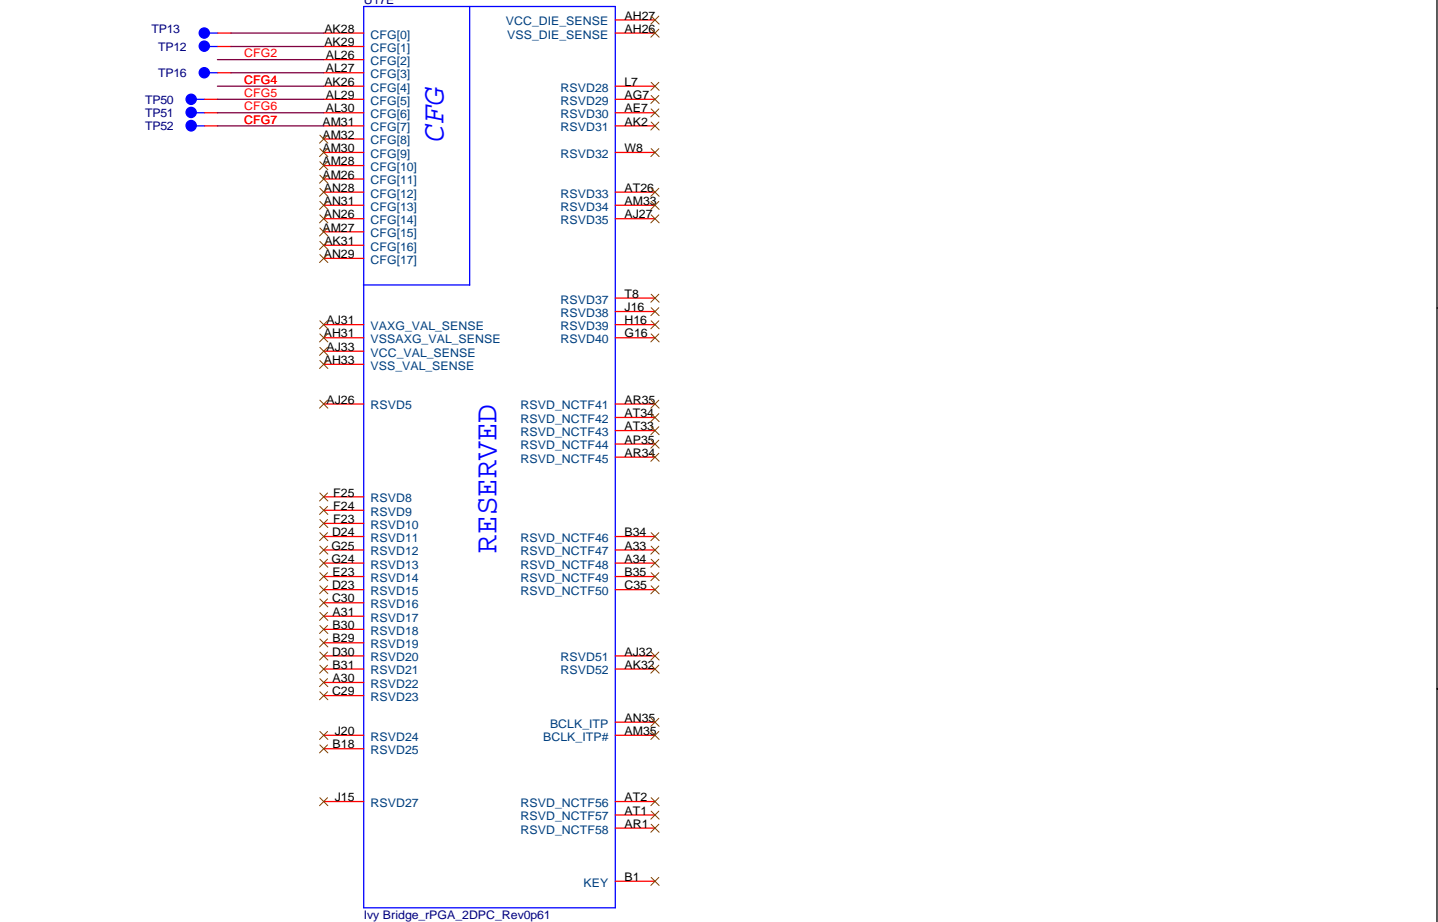 U17E
TP13 AK28 CFG[0]
TP12 AK29 CFG[1]
CFG2 AL26 CFG[2]
TP16 AL27 CFG[3]
CFG4 AK26 CFG[4]
TP50 CFG5 AL29 CFG[5]
TP51 CFG6 AL30 CFG[6]
TP52 CFG7 AM31 CFG[7]
AM32 CFG[8]
AM30 CFG[9]
AM28 CFG[10]
AM26 CFG[11]
AN28 CFG[12]
AN31 CFG[13]
AN26 CFG[14]
AM27 CFG[15]
AK31 CFG[16]
AN29 CFG[17]
CFG
AJ31 VAXG_VAL_SENSE
AH31 VSSAXG_VAL_SENSE
AJ33 VCC_VAL_SENSE
AH33 VSS_VAL_SENSE
AJ26 RSVD5
RESERVED
F25 RSVD8
F24 RSVD9
F23 RSVD10
D24 RSVD11
G25 RSVD12
G24 RSVD13
E23 RSVD14
D23 RSVD15
C30 RSVD16
A31 RSVD17
B30 RSVD18
B29 RSVD19
D30 RSVD20
B31 RSVD21
A30 RSVD22
C29 RSVD23
J20 RSVD24
B18 RSVD25
J15 RSVD27
VCC_DIE_SENSE AH27
VSS_DIE_SENSE AH26
RSVD28 L7
RSVD29 AG7
RSVD30 AE7
RSVD31 AK2
RSVD32 W8
RSVD33 AT26
RSVD34 AM33
RSVD35 AJ27
RSVD37 T8
RSVD38 J16
RSVD39 H16
RSVD40 G16
RSVD_NCTF41 AR35
RSVD_NCTF42 AT34
RSVD_NCTF43 AT33
RSVD_NCTF44 AP35
RSVD_NCTF45 AR34
RSVD_NCTF46 B34
RSVD_NCTF47 A33
RSVD_NCTF48 A34
RSVD_NCTF49 B35
RSVD_NCTF50 C35
RSVD51 AJ32
RSVD52 AK32
BCLK_ITP AN35
BCLK_ITP# AM35
RSVD_NCTF56 AT2
RSVD_NCTF57 AT1
RSVD_NCTF58 AR1
KEY B1
Ivy Bridge_rPGA_2DPC_Rev0p61